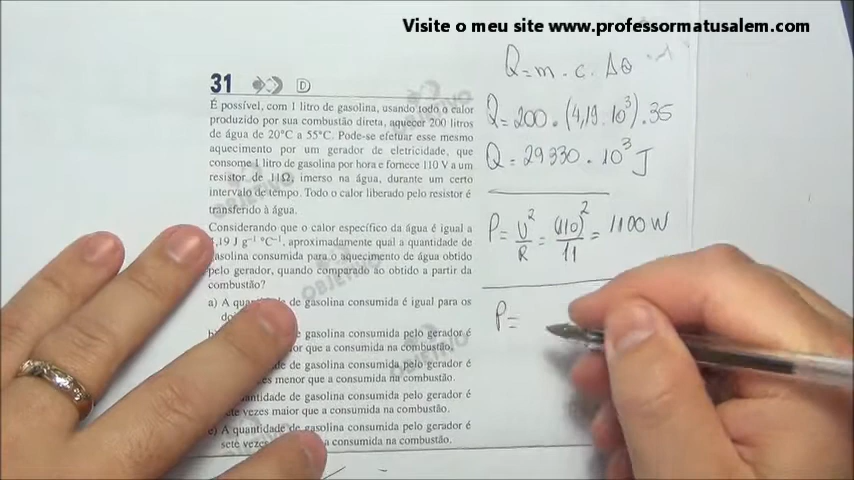 Visite o meu site www.professormatusalem.com
31 D
É possível, com 1 litro de gasolina, usando todo o calor
produzido por sua combustão direta, aquecer 200 litros
de água de 20°C a 55°C. Pode-se efetuar esse mesmo
aquecimento por um gerador de eletricidade, que
consome 1 litro de gasolina por hora e fornece 110 V a um
resistor de 11Ω, imerso na água, durante um certo
intervalo de tempo. Todo o calor liberado pelo resistor é
transferido à água.
Considerando que o calor específico da água é igual a
,19 J g⁻¹ °C⁻¹, aproximadamente qual a quantidade de
gasolina consumida para o aquecimento de água obtido
pelo gerador, quando comparado ao obtido a partir da
combustão?
a) A de gasolina consumida é igual para os
gasolina consumida pelo gerador é
que a consumida na combustão.
gasolina consumida pelo gerador é
menor que a consumida na combustão.
de gasolina consumida pelo gerador é
vezes maior que a consumida na combustão.
e) A quantidade de gasolina consumida pelo gerador é
sete vezes a consumida na combustão.
Q = m . c . Δθ
Q = 200 . (4,19 . 10³) . 35
Q = 29330 . 10³ J
P = U²/R = (110)²/11 = 1100 W
P =
OBJETIVO
OBJETIVO